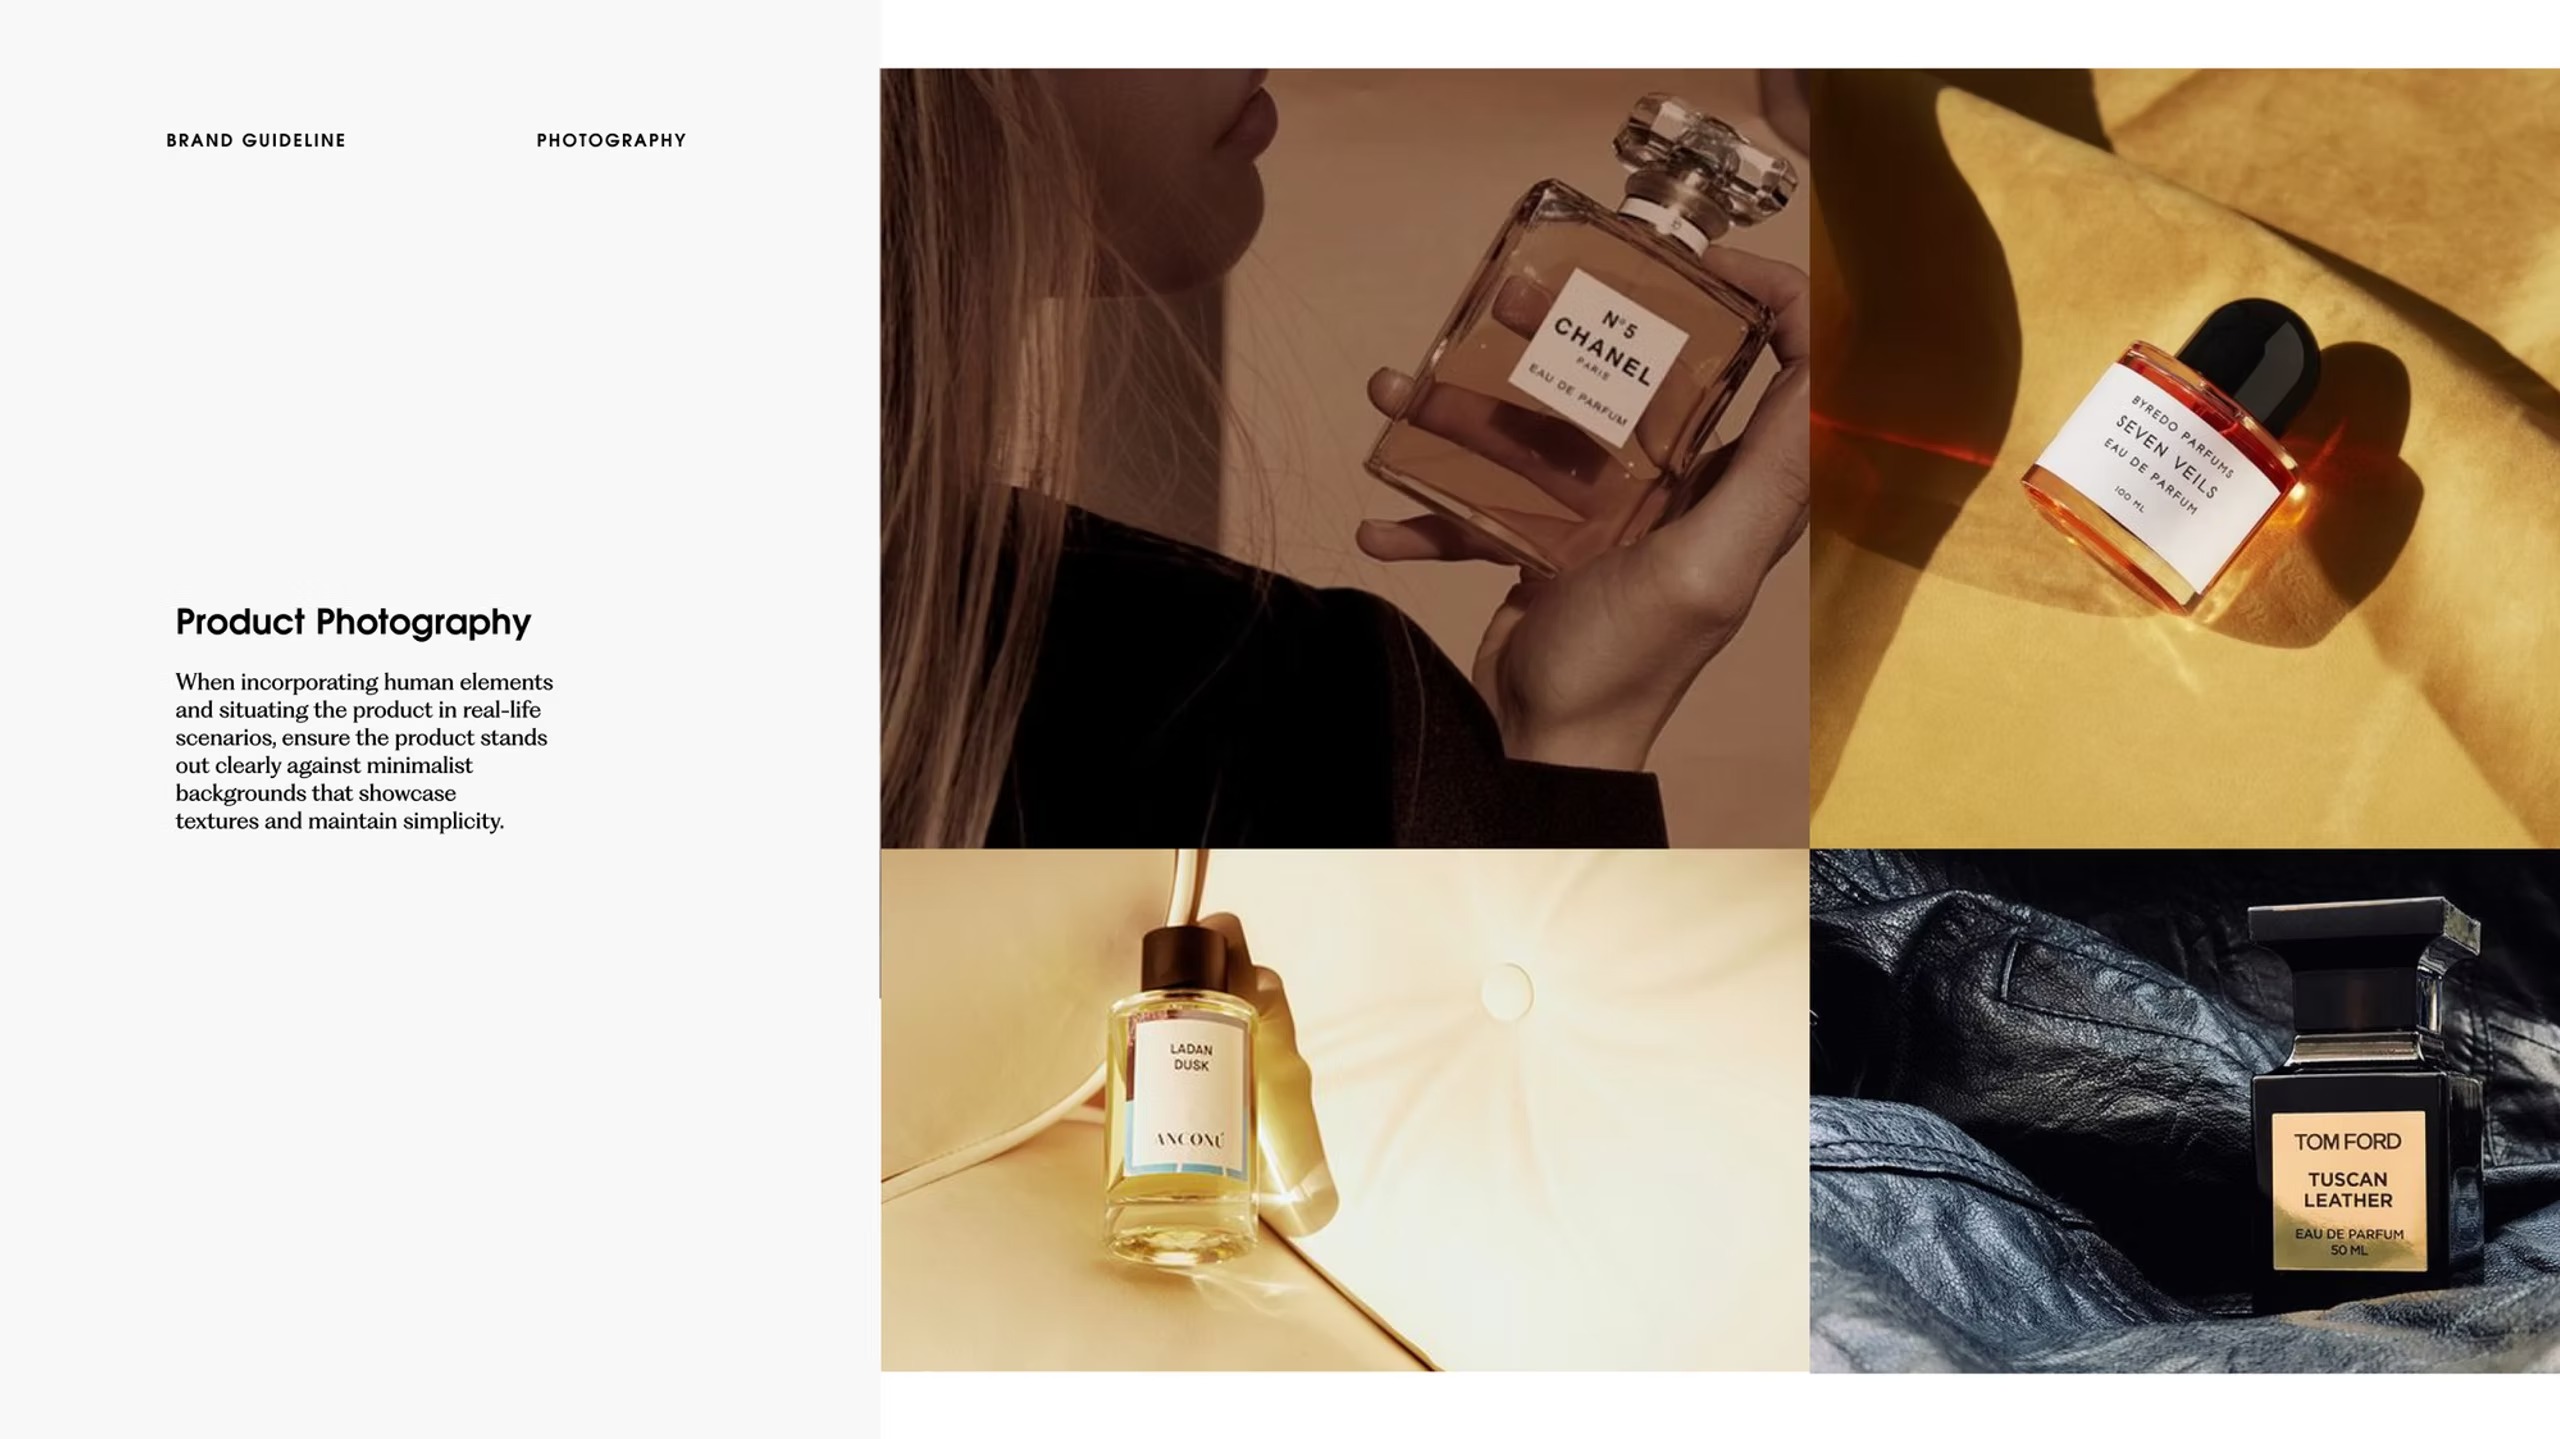 BRAND GUIDELINE
PHOTOGRAPHY
Product Photography
When incorporating human elements
and situating the product in real-life
scenarios, ensure the product stands
out clearly against minimalist
backgrounds that showcase
textures and maintain simplicity.
N°5
CHANEL
PARIS
EAU DE PARFUM
BYREDO PARFUMS
SEVEN VEILS
EAU DE PARFUM
100 ML
LADAN
DUSK
ANCONÚ
TOM FORD
TUSCAN
LEATHER
EAU DE PARFUM
50 ML